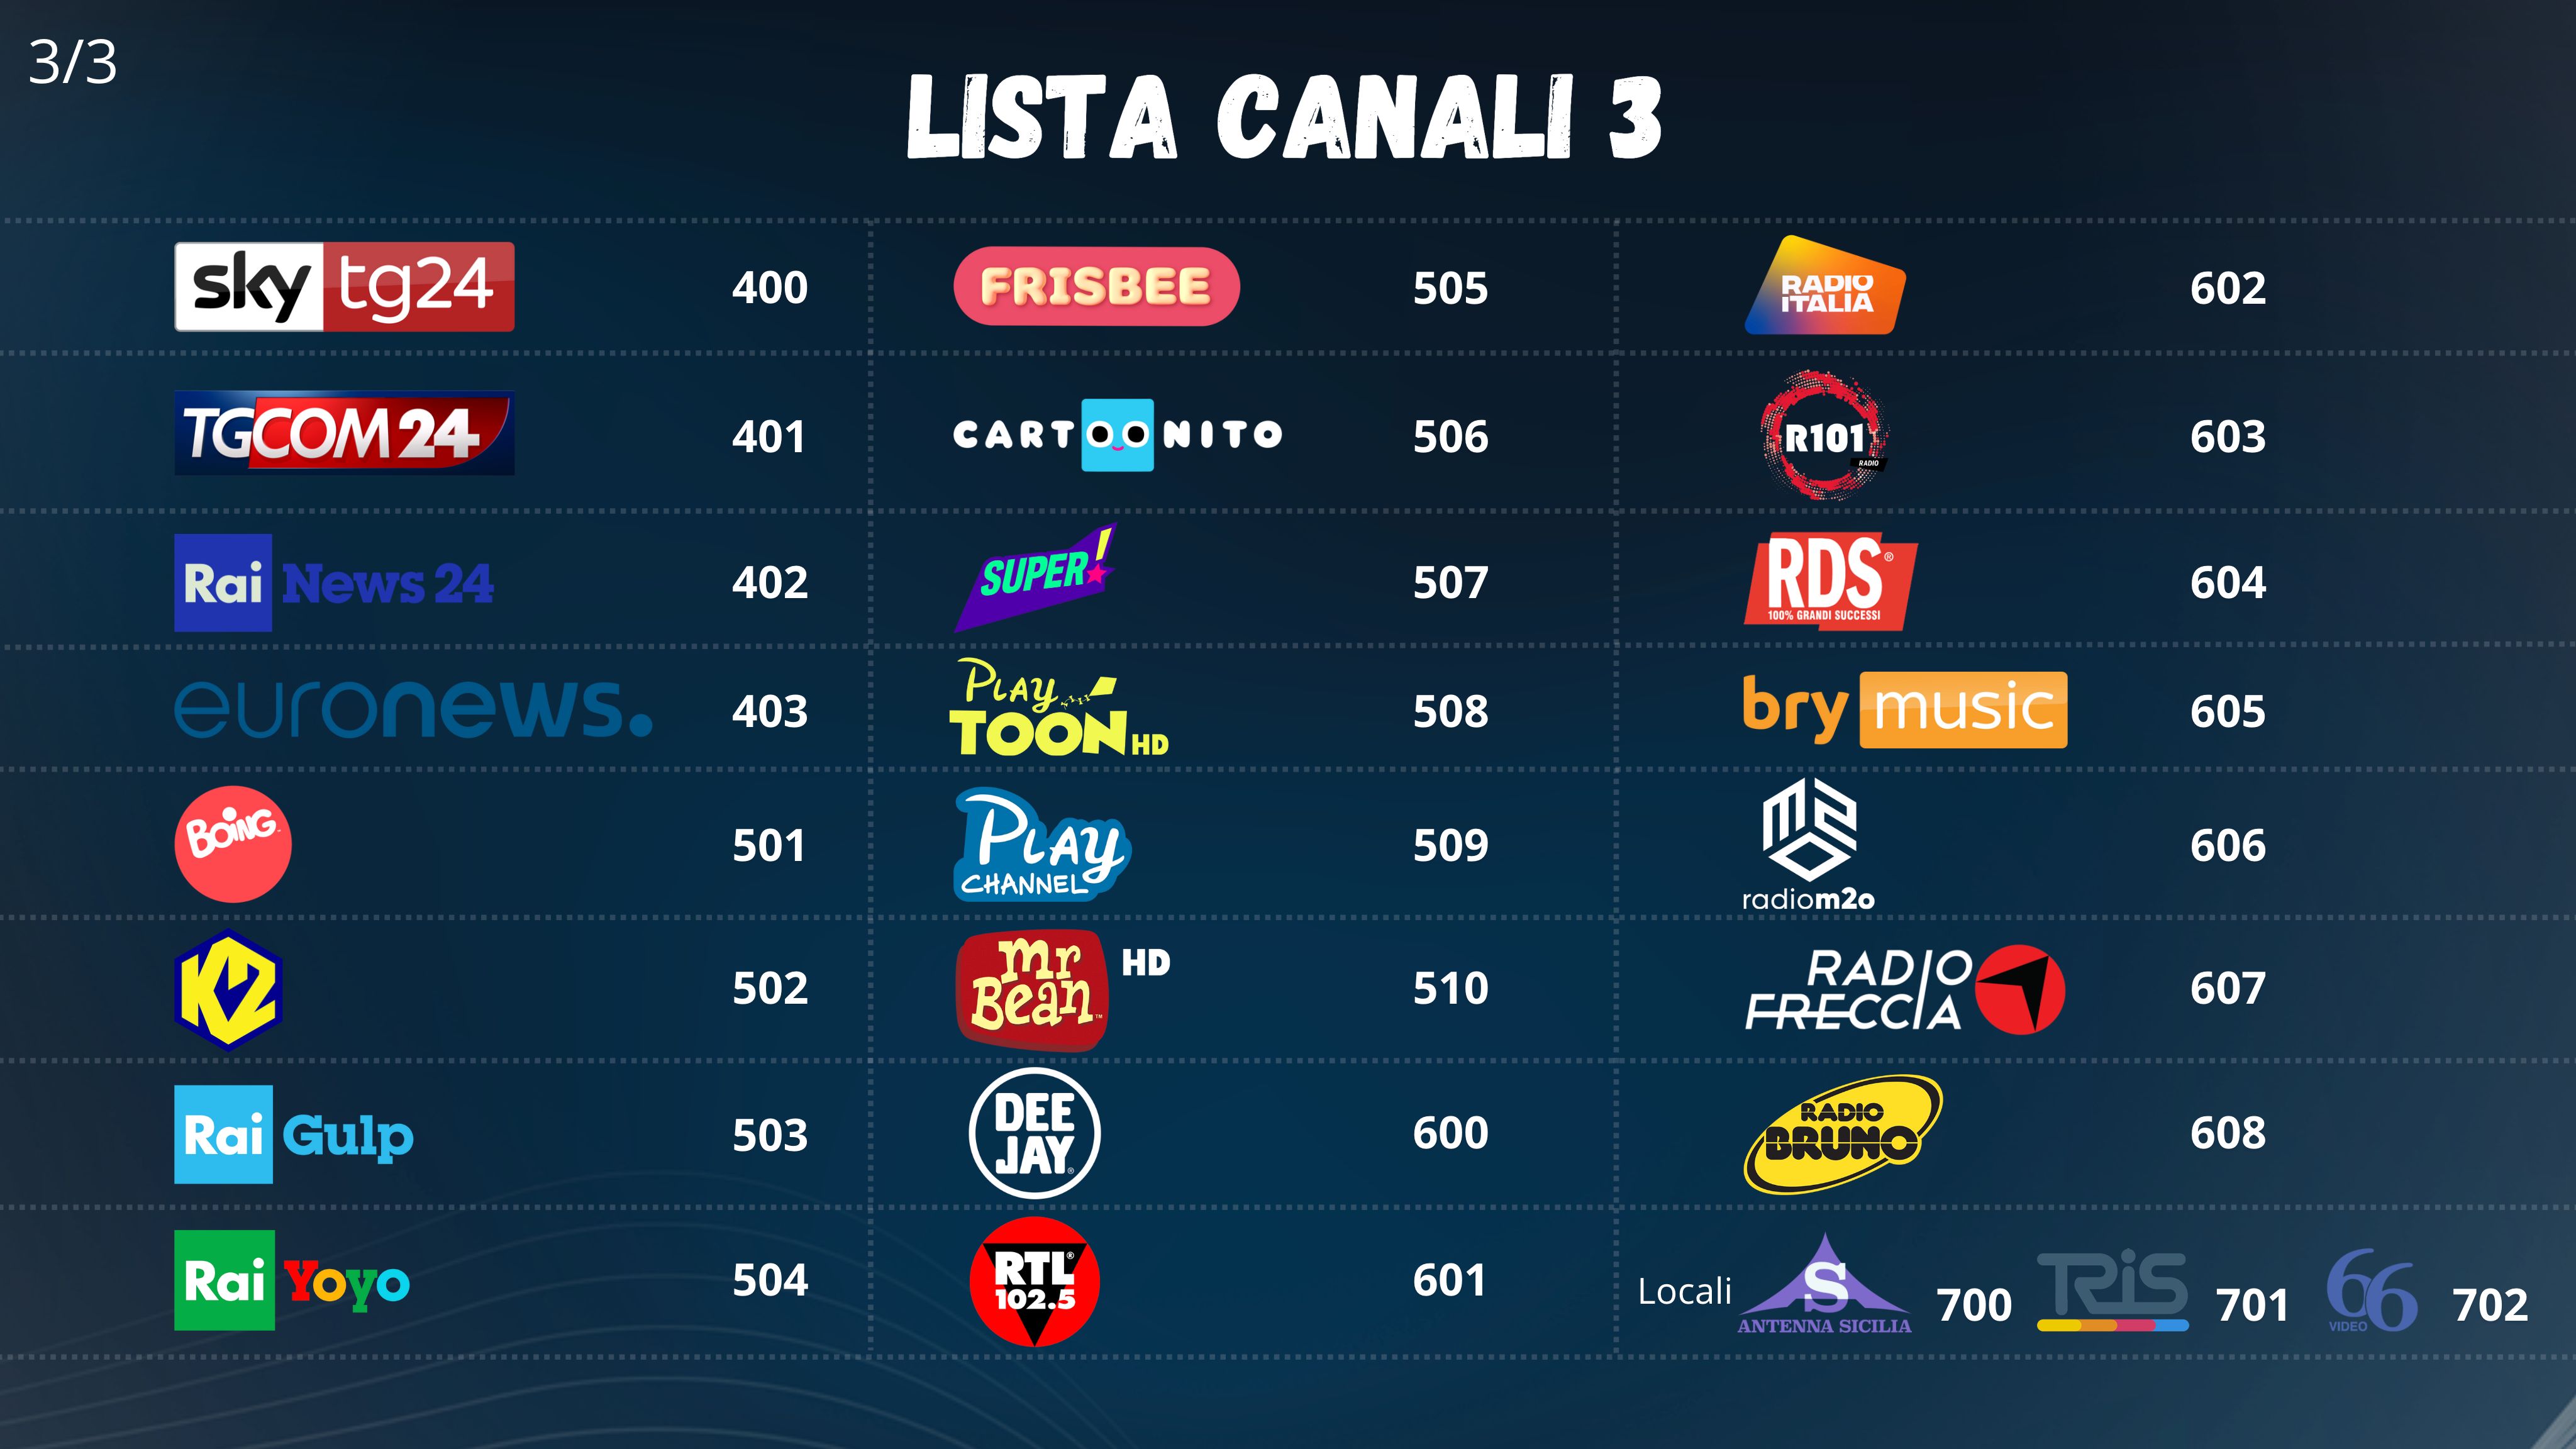 3/3
LISTA CANALI 3
sky tg24 400
FRISBEE 505
RADIO ITALIA 602
TGCOM24 401
CARTOONITO 506
R101 RADIO 603
Rai News 24 402
SUPER! 507
RDS® 100% GRANDI SUCCESSI 604
euronews. 403
PLAY TOON HD 508
bry music 605
BOING 501
PLAY CHANNEL 509
m2o radiom2o 606
K2 502
mr Bean™ HD 510
RADIO FRECCIA 607
Rai Gulp 503
DEE JAY® 600
RADIO BRUNO 608
Rai Yoyo 504
RTL® 102.5 601
Locali S ANTENNA SICILIA 700 TRIS 701 66 VIDEO 702